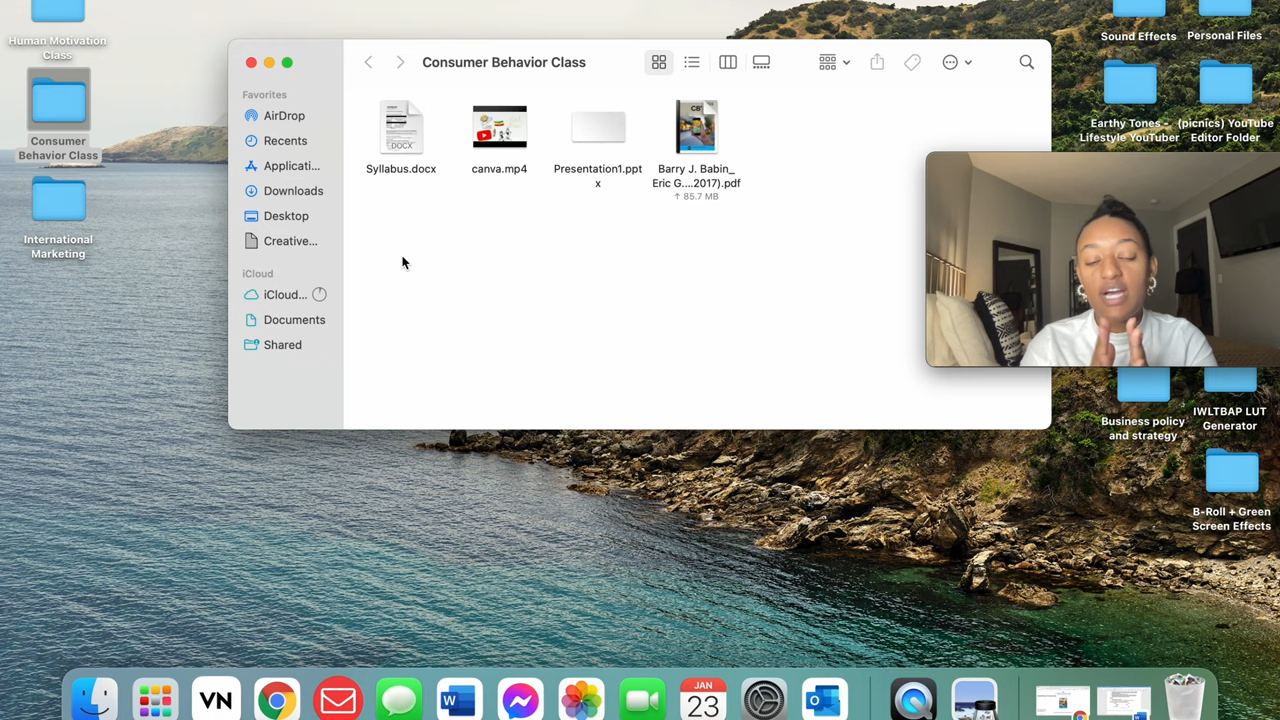 Human Motivation
Class
Consumer
Behavior Class
International
Marketing
Consumer Behavior Class
Favorites
AirDrop
Recents
Applicati...
Downloads
Desktop
Creative...
iCloud
iCloud...
Documents
Shared
DOCX
Syllabus.docx
canva.mp4
Presentation1.ppt
x
CB
Barry J. Babin_
Eric G....2017).pdf
↑ 85.7 MB
Sound Effects
Personal Files
Earthy Tones -
Lifestyle YouTuber
(picnics) YouTube
Editor Folder
Business policy
and strategy
IWLTBAP LUT
Generator
B-Roll + Green
Screen Effects
VN
W
JAN
23